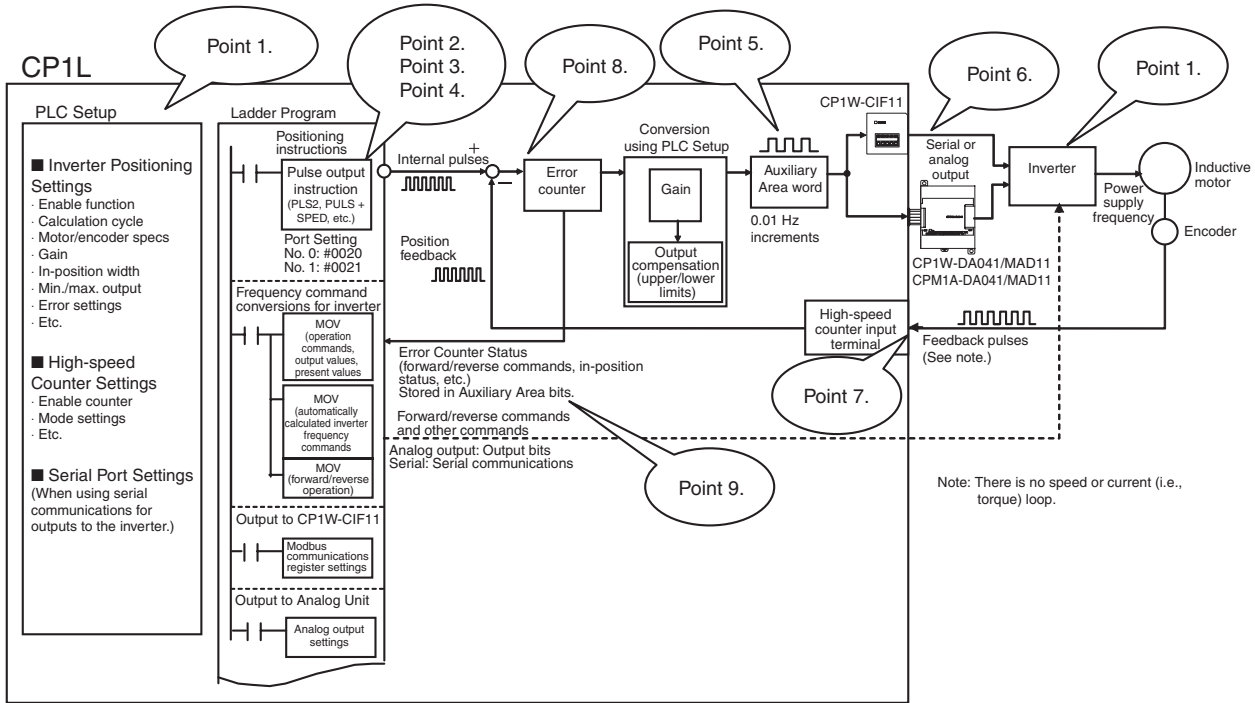 CP1L
Point 1.
Point 2.
Point 3.
Point 4.
Point 8.
Point 5.
Point 6.
Point 1.
PLC Setup
■ Inverter Positioning
Settings
· Enable function
· Calculation cycle
· Motor/encoder specs
· Gain
· In-position width
· Min./max. output
· Error settings
· Etc.
■ High-speed
Counter Settings
· Enable counter
· Mode settings
· Etc.
■ Serial Port Settings
(When using serial
communications for
outputs to the inverter.)
Ladder Program
Positioning
instructions
Pulse output
instruction
(PLS2, PULS +
SPED, etc.)
Port Setting
No. 0: #0020
No. 1: #0021
Frequency command
conversions for inverter
MOV
(operation
commands,
output values,
present values
MOV
(automatically
calculated inverter
frequency
commands
MOV
(forward/reverse
operation)
Output to CP1W-CIF11
Modbus
communications
register settings
Output to Analog Unit
Analog output
settings
Internal pulses
+
−
Position
feedback
Error
counter
Conversion
using PLC Setup
Gain
Output
compensation
(upper/lower
limits)
Auxiliary
Area word
0.01 Hz
increments
CP1W-CIF11
Serial or
analog
output
CP1W-DA041/MAD11
CPM1A-DA041/MAD11
Inverter
Power
supply
frequency
Inductive
motor
Encoder
High-speed
counter input
terminal
Feedback pulses
(See note.)
Point 7.
Error Counter Status
(forward/reverse commands, in-position
status, etc.)
Stored in Auxiliary Area bits.
Forward/reverse commands
and other commands
Analog output: Output bits
Serial: Serial communications
Point 9.
Note: There is no speed or current (i.e.,
torque) loop.